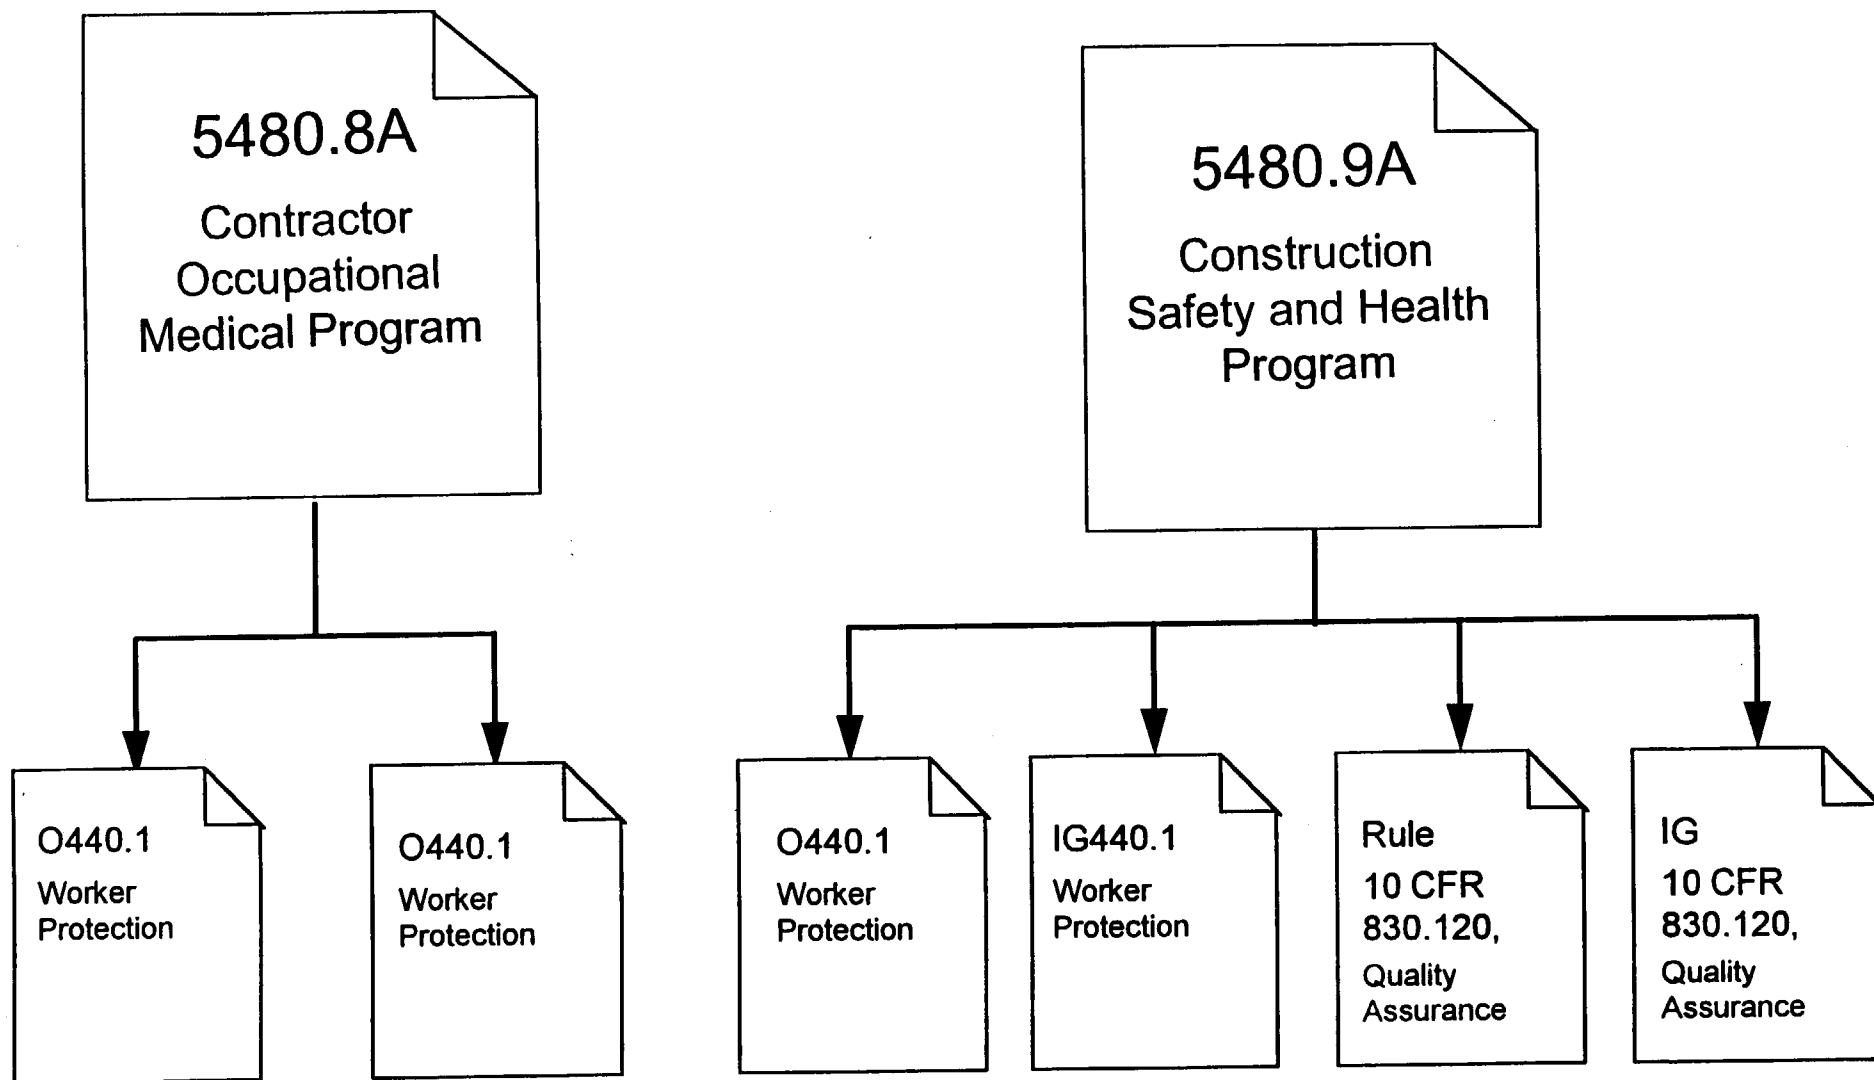 5480.8A
Contractor
Occupational
Medical Program
5480.9A
Construction
Safety and Health
Program
O440.1
Worker
Protection
O440.1
Worker
Protection
O440.1
Worker
Protection
IG440.1
Worker
Protection
Rule
10 CFR
830.120,
Quality
Assurance
IG
10 CFR
830.120,
Quality
Assurance